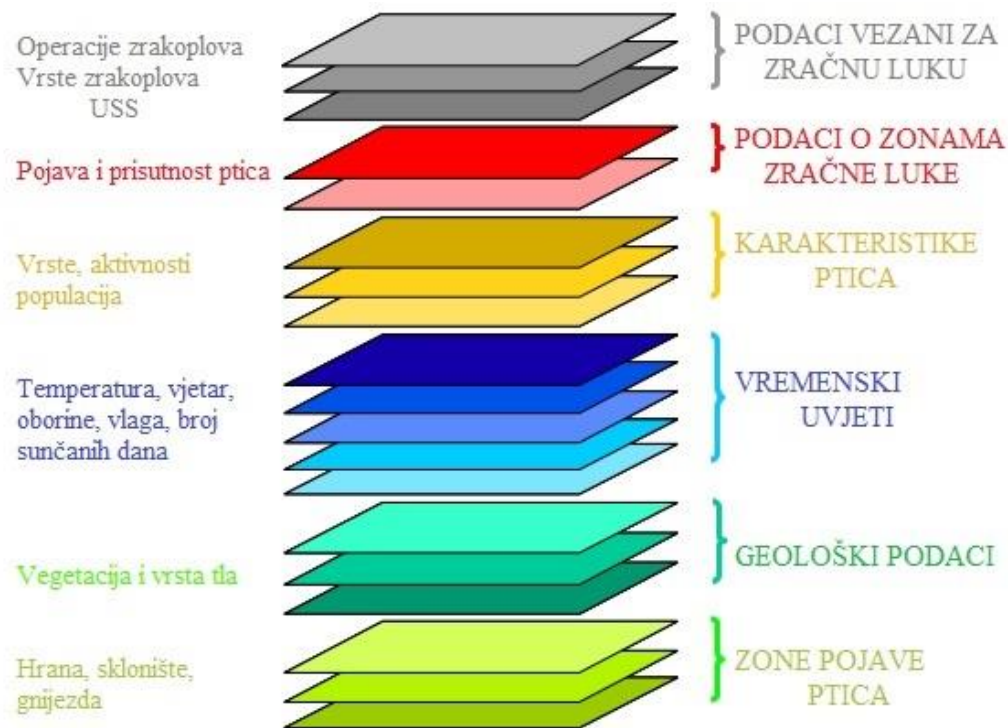 Operacije zrakoplova
Vrste zrakoplova
USS
PODACI VEZANI ZA
ZRAČNU LUKU
Pojava i prisutnost ptica
PODACI O ZONAMA
ZRAČNE LUKE
Vrste, aktivnosti
populacija
KARAKTERISTIKE
PTICA
Temperatura, vjetar,
oborine, vlaga, broj
sunčanih dana
VREMENSKI
UVJETI
Vegetacija i vrsta tla
GEOLOŠKI PODACI
Hrana, sklonište,
gnijezda
ZONE POJAVE
PTICA